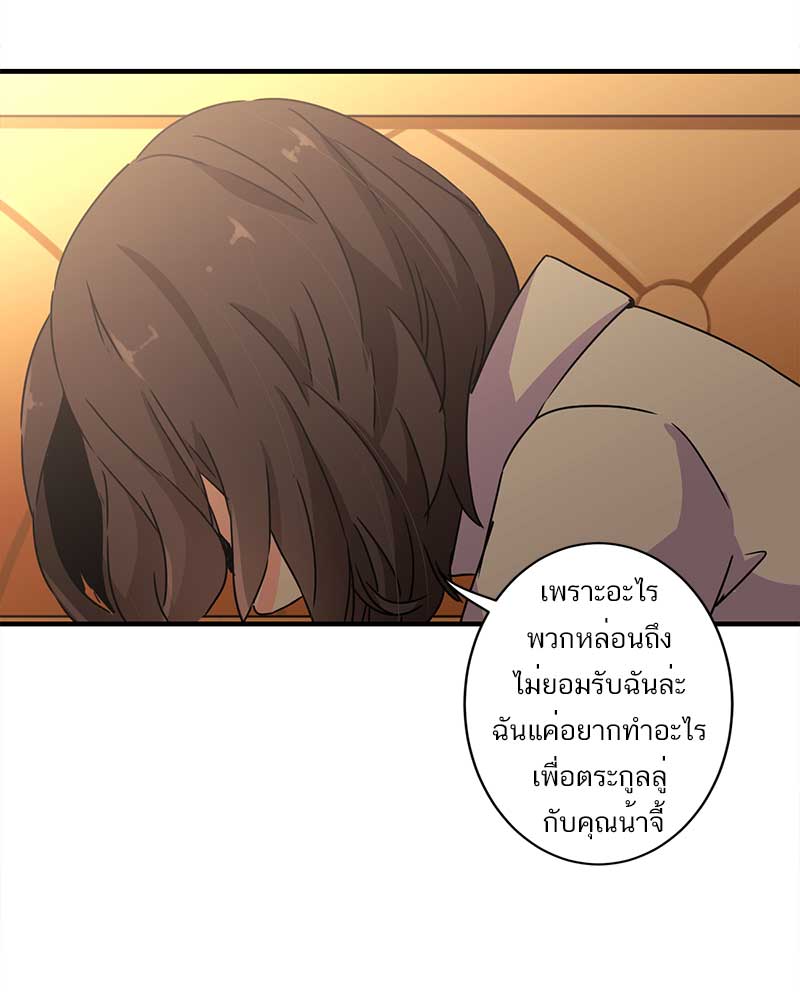 เพราะอะไร
พวกหล่อนถึง
ไม่ยอมรับฉันล่ะ
ฉันแค่อยากทำอะไร
เพื่อตระกูลลู่
กับคุณน้าจี้